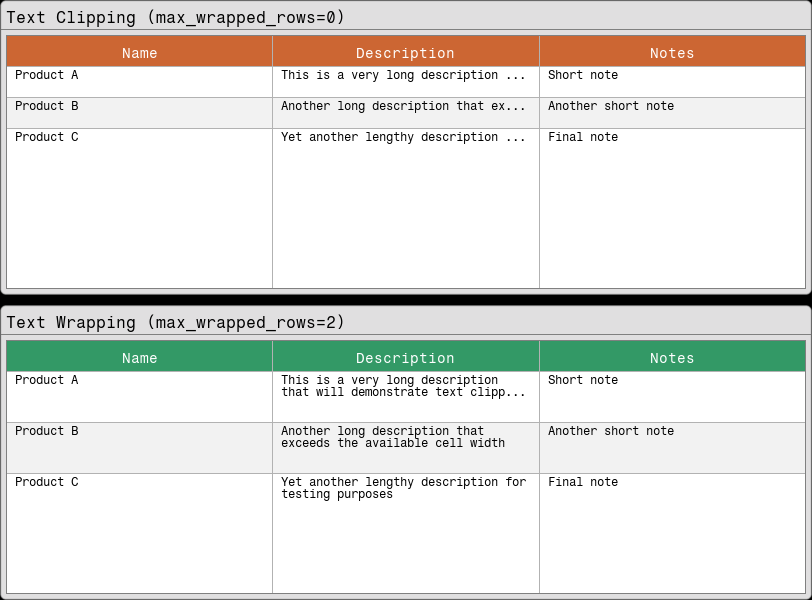 Text Clipping (max_wrapped_rows=0)
Name Description Notes
Product A This is a very long description ... Short note
Product B Another long description that ex... Another short note
Product C Yet another lengthy description ... Final note
Text Wrapping (max_wrapped_rows=2)
Name Description Notes
Product A This is a very long description Short note
that will demonstrate text clipp...
Product B Another long description that Another short note
exceeds the available cell width
Product C Yet another lengthy description for Final note
testing purposes